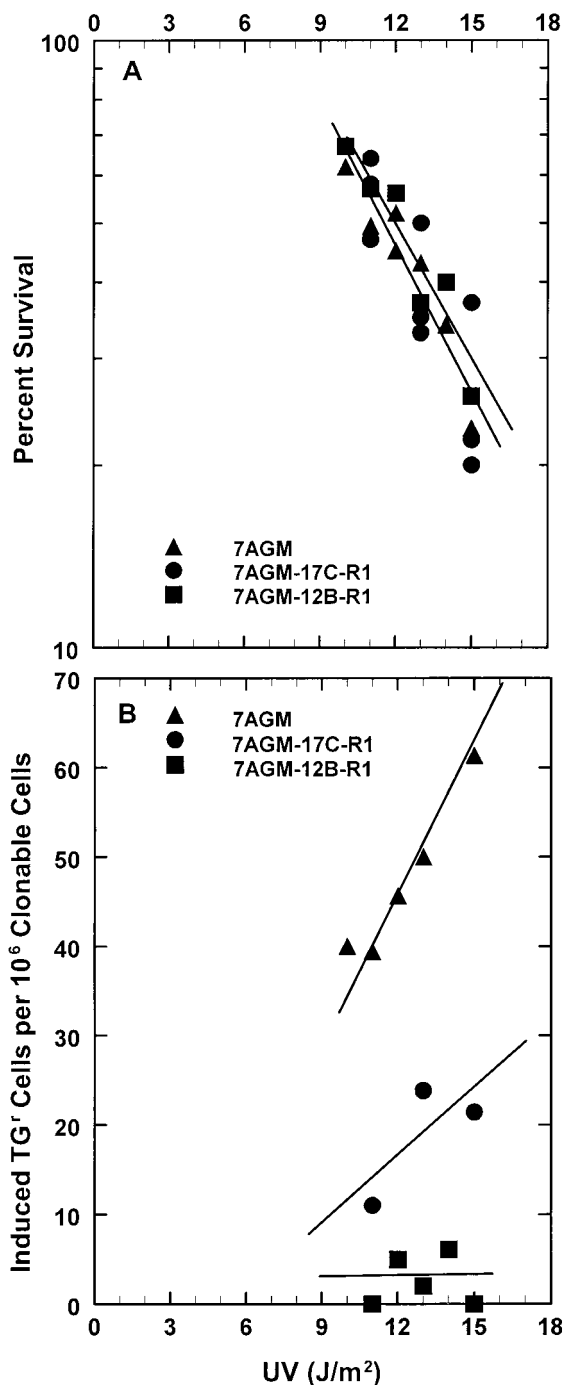 0 3 6 9 12 15 18
100
A
Percent Survival
7AGM
7AGM-17C-R1
7AGM-12B-R1
10
70
B
7AGM
7AGM-17C-R1
7AGM-12B-R1
60
50
40
30
20
10
0
Induced TGʳ Cells per 10⁶ Clonable Cells
0 3 6 9 12 15 18
UV (J/m²)